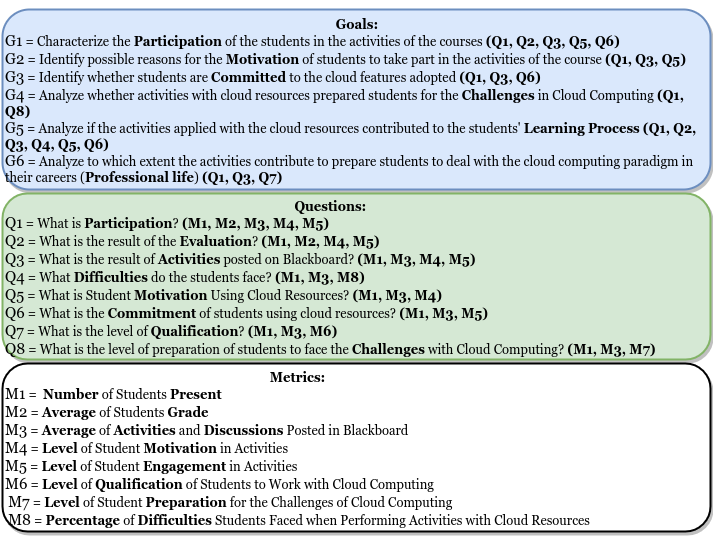 Goals:
G1 = Characterize the Participation of the students in the activities of the courses (Q1, Q2, Q3, Q5, Q6)
G2 = Identify possible reasons for the Motivation of students to take part in the activities of the course (Q1, Q3, Q5)
G3 = Identify whether students are Committed to the cloud features adopted (Q1, Q3, Q6)
G4 = Analyze whether activities with cloud resources prepared students for the Challenges in Cloud Computing (Q1,
Q8)
G5 = Analyze if the activities applied with the cloud resources contributed to the students' Learning Process (Q1, Q2,
Q3, Q4, Q5, Q6)
G6 = Analyze to which extent the activities contribute to prepare students to deal with the cloud computing paradigm in
their careers (Professional life) (Q1, Q3, Q7)
Questions:
Q1 = What is Participation? (M1, M2, M3, M4, M5)
Q2 = What is the result of the Evaluation? (M1, M2, M4, M5)
Q3 = What is the result of Activities posted on Blackboard? (M1, M3, M4, M5)
Q4 = What Difficulties do the students face? (M1, M3, M8)
Q5 = What is Student Motivation Using Cloud Resources? (M1, M3, M4)
Q6 = What is the Commitment of students using cloud resources? (M1, M3, M5)
Q7 = What is the level of Qualification? (M1, M3, M6)
Q8 = What is the level of preparation of students to face the Challenges with Cloud Computing? (M1, M3, M7)
Metrics:
M1 = Number of Students Present
M2 = Average of Students Grade
M3 = Average of Activities and Discussions Posted in Blackboard
M4 = Level of Student Motivation in Activities
M5 = Level of Student Engagement in Activities
M6 = Level of Qualification of Students to Work with Cloud Computing
M7 = Level of Student Preparation for the Challenges of Cloud Computing
M8 = Percentage of Difficulties Students Faced when Performing Activities with Cloud Resources